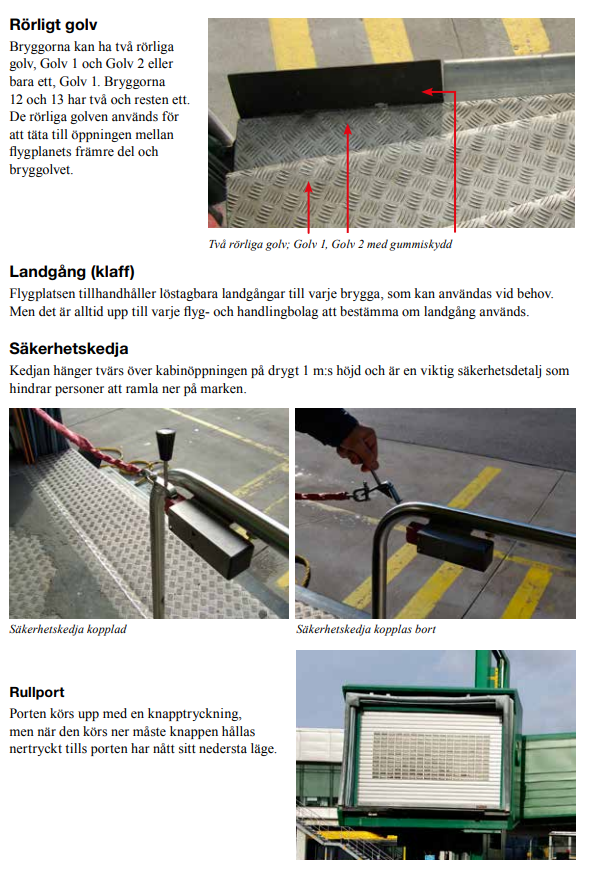 Rörligt golv
Bryggorna kan ha två rörliga
golv, Golv 1 och Golv 2 eller
bara ett, Golv 1. Bryggorna
12 och 13 har två och resten ett.
De rörliga golven används för
att täta till öppningen mellan
flygplanets främre del och
bryggolvet.
Två rörliga golv; Golv 1, Golv 2 med gummiskydd
Landgång (klaff)
Flygplatsen tillhandhåller löstagbara landgångar till varje brygga, som kan användas vid behov.
Men det är alltid upp till varje flyg- och handlingbolag att bestämma om landgång används.
Säkerhetskedja
Kedjan hänger tvärs över kabinöppningen på drygt 1 m:s höjd och är en viktig säkerhetsdetalj som
hindrar personer att ramla ner på marken.
Säkerhetskedja kopplad
Säkerhetskedja kopplas bort
Rullport
Porten körs upp med en knapptryckning,
men när den körs ner måste knappen hållas
nertryckt tills porten har nått sitt nedersta läge.